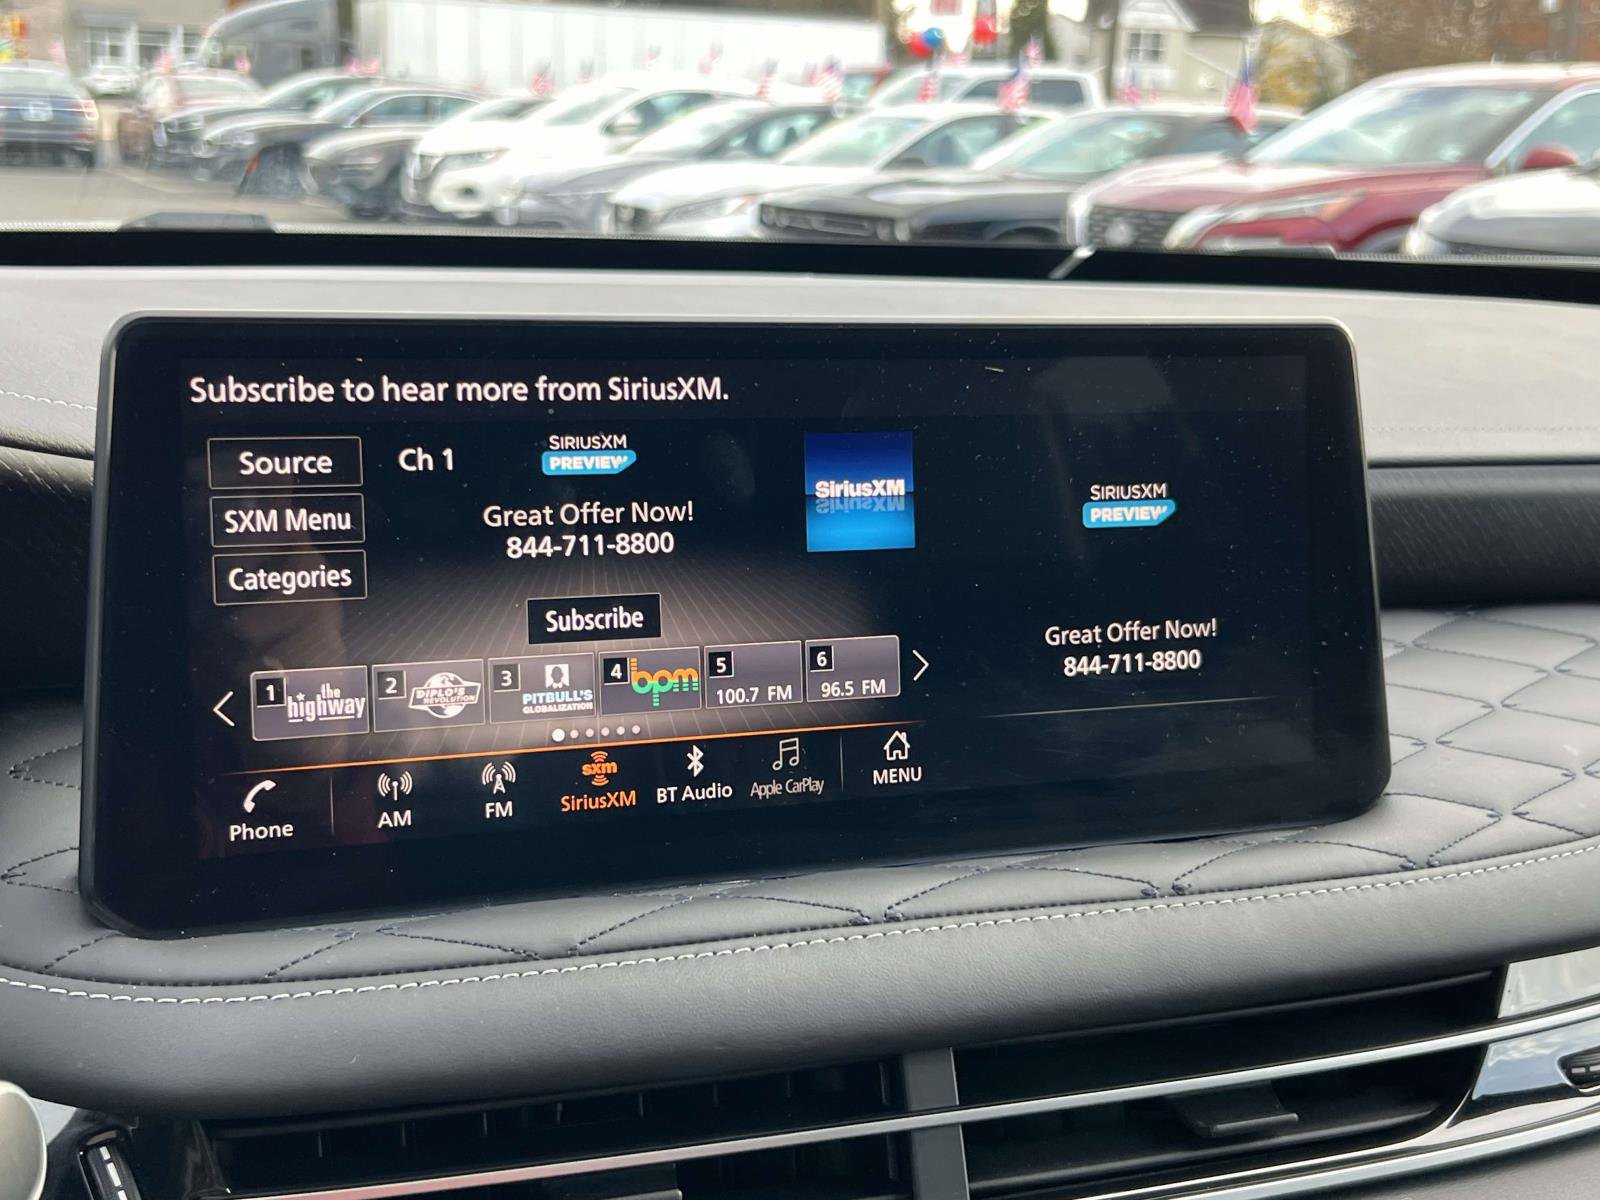 Subscribe to hear more from SiriusXM.
Source
Ch 1
SIRIUSXM
PREVIEW
SiriusXM
SXM Menu
Great Offer Now!
844-711-8800
Categories
Subscribe
1
the
highway
2
DIPLO'S
REVOLUTION
3
PITBULL'S
GLOBALIZATION
4
bpm
5
100.7 FM
6
96.5 FM
Phone
AM
FM
sxm
SiriusXM
BT Audio
Apple CarPlay
MENU
SIRIUSXM
PREVIEW
Great Offer Now!
844-711-8800